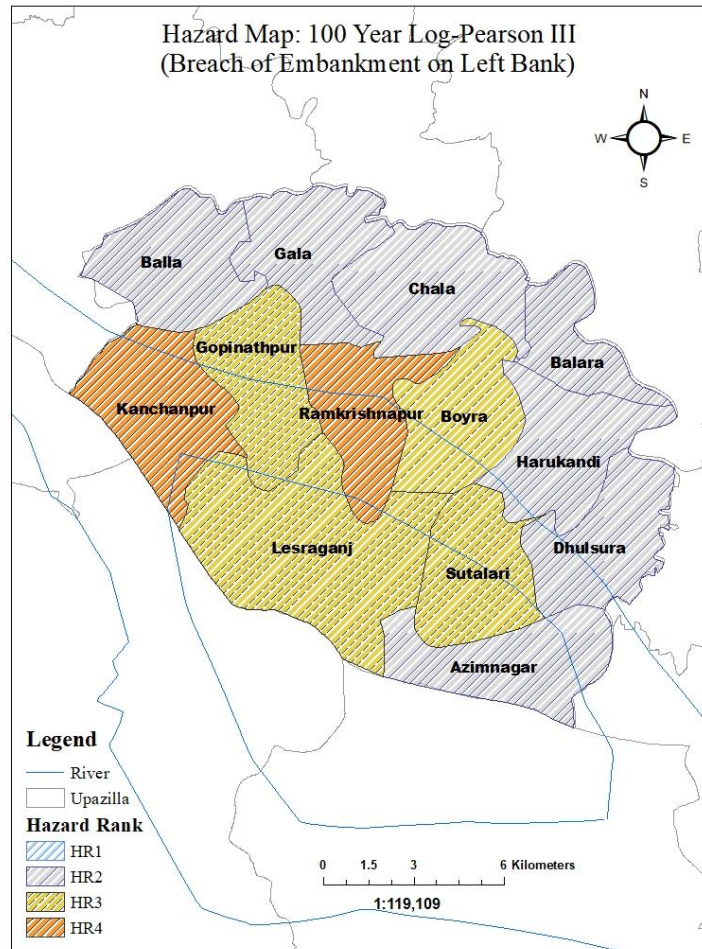 Hazard Map: 100 Year Log-Pearson III
(Breach of Embankment on Left Bank)
N
W E
S
Balla
Gala
Chala
Balara
Gopinathpur
Kanchanpur
Ramkrishnapur
Boyra
Harukandi
Lesraganj
Sutalari
Dhulsura
Azimnagar
Legend
River
Upazilla
Hazard Rank
HR1
HR2
HR3
HR4
0 1.5 3 6 Kilometers
1:119,109